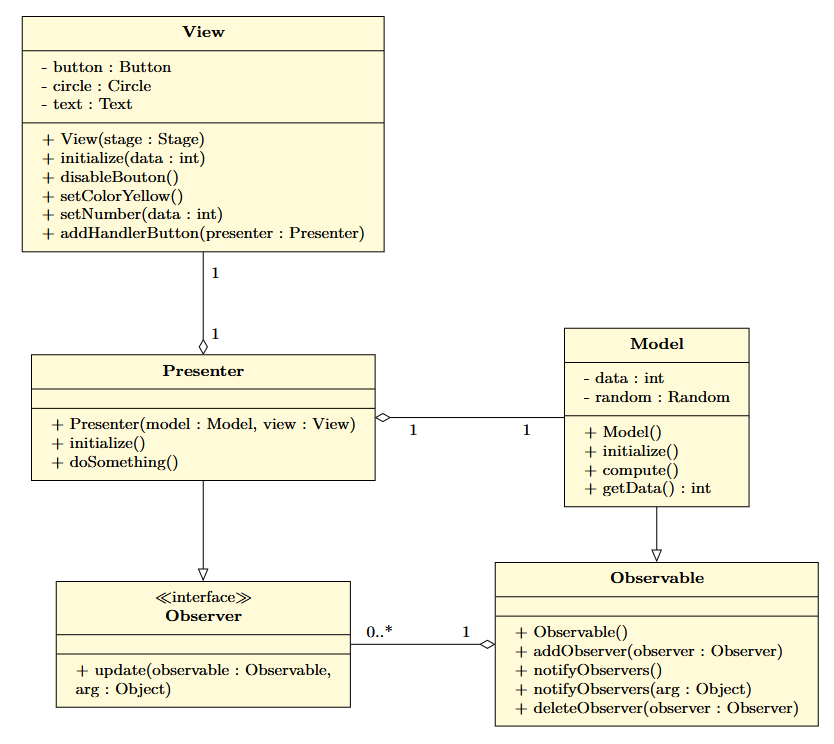 View
- button : Button
- circle : Circle
- text : Text
+ View(stage : Stage)
+ initialize(data : int)
+ disableBouton()
+ setColorYellow()
+ setNumber(data : int)
+ addHandlerButton(presenter : Presenter)
1
1
Presenter
+ Presenter(model : Model, view : View)
+ initialize()
+ doSomething()
1
1
Model
- data : int
- random : Random
+ Model()
+ initialize()
+ compute()
+ getData() : int
≪interface≫
Observer
+ update(observable : Observable,
arg : Object)
0..*
1
Observable
+ Observable()
+ addObserver(observer : Observer)
+ notifyObservers()
+ notifyObservers(arg : Object)
+ deleteObserver(observer : Observer)